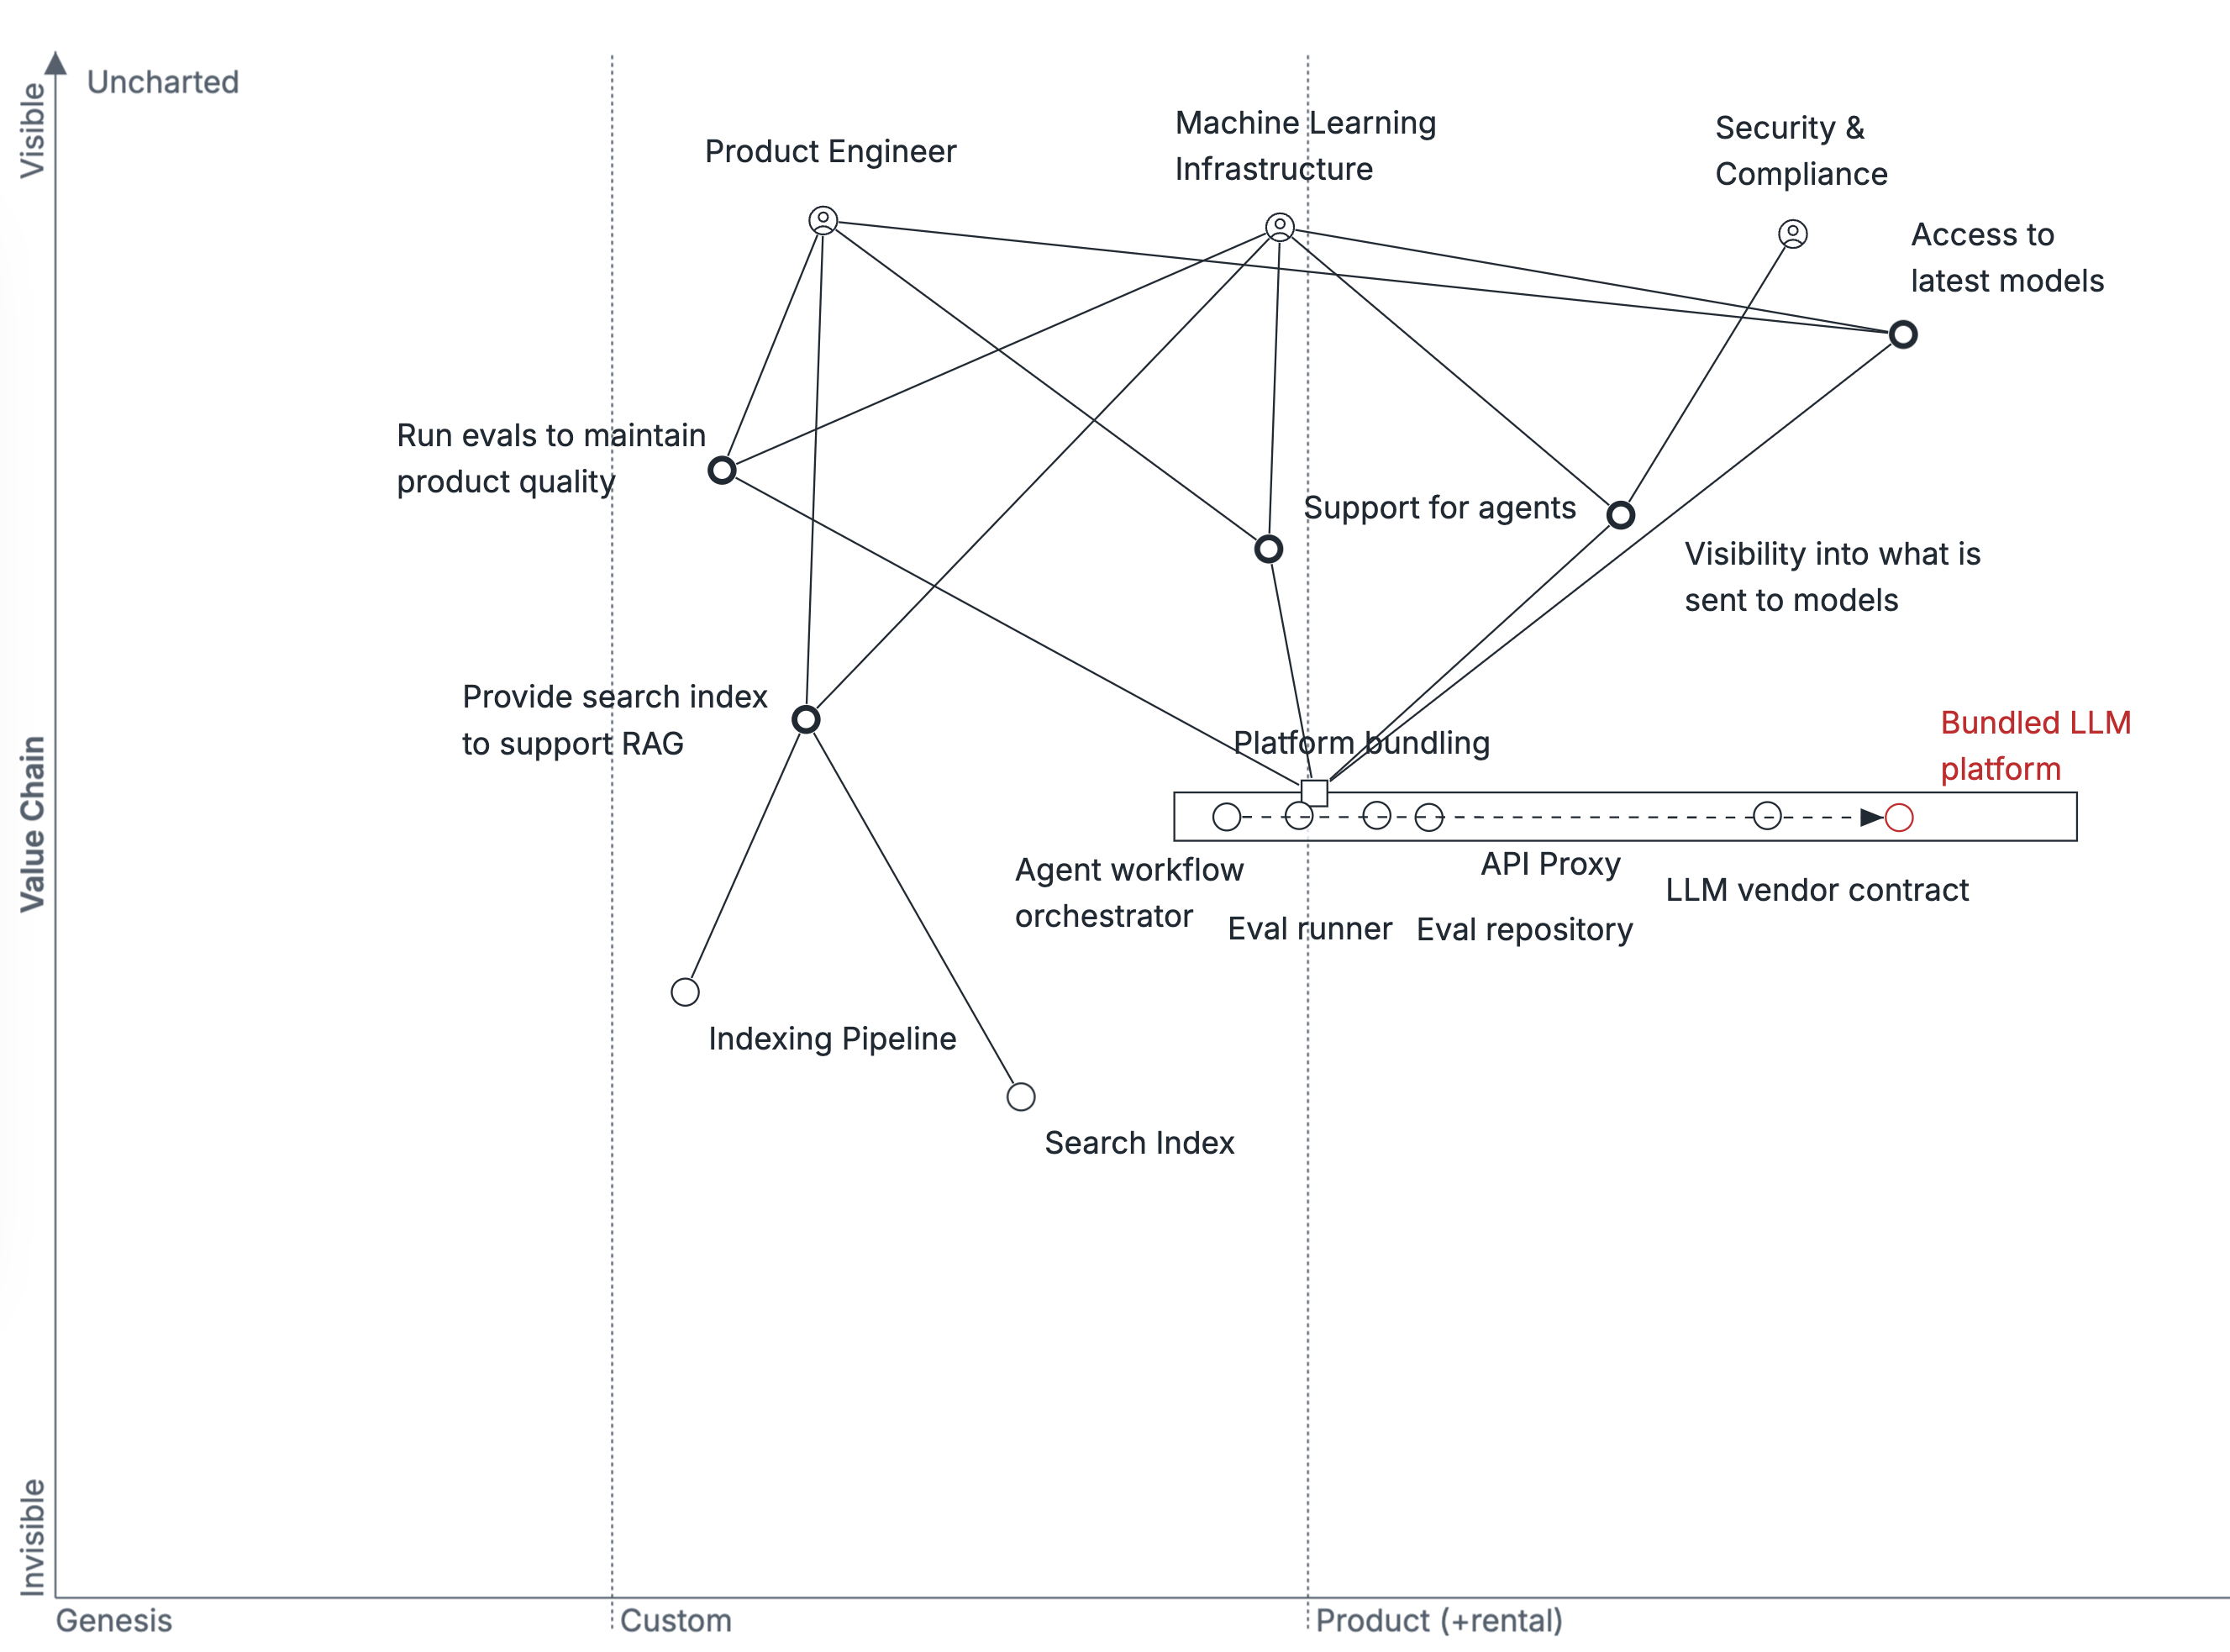 Uncharted
Visible
Product Engineer
Machine Learning
Infrastructure
Security &
Compliance
Access to
latest models
Run evals to maintain
product quality
Support for agents
Visibility into what is
sent to models
Provide search index
to support RAG
Platform bundling
Bundled LLM
platform
Value Chain
Agent workflow
orchestrator
API Proxy
LLM vendor contract
Eval runner
Eval repository
Indexing Pipeline
Search Index
Invisible
Genesis
Custom
Product (+rental)